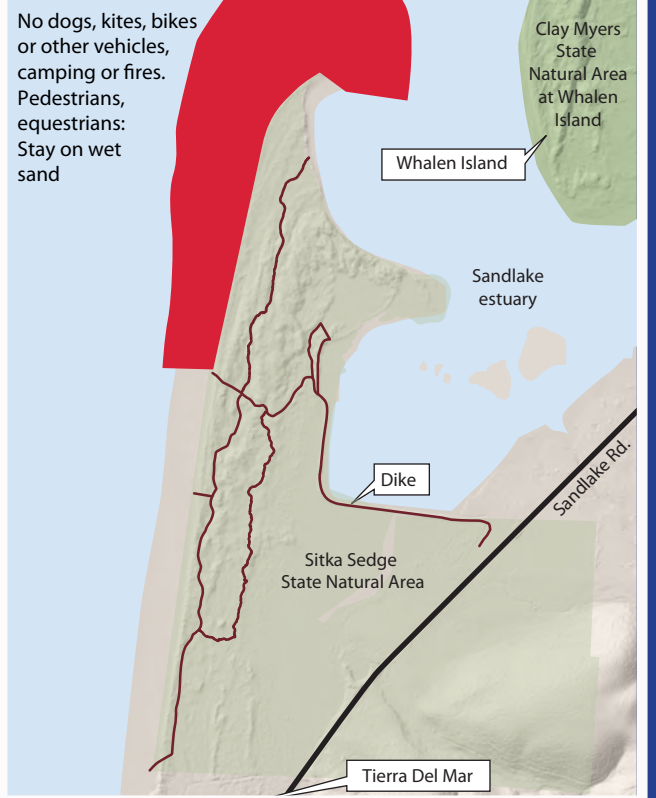 No dogs, kites, bikes
or other vehicles,
camping or fires.
Pedestrians,
equestrians:
Stay on wet
sand
Clay Myers
State
Natural Area
at Whalen
Island
Whalen Island
Sandlake
estuary
Dike
Sandlake Rd.
Sitka Sedge
State Natural Area
Tierra Del Mar